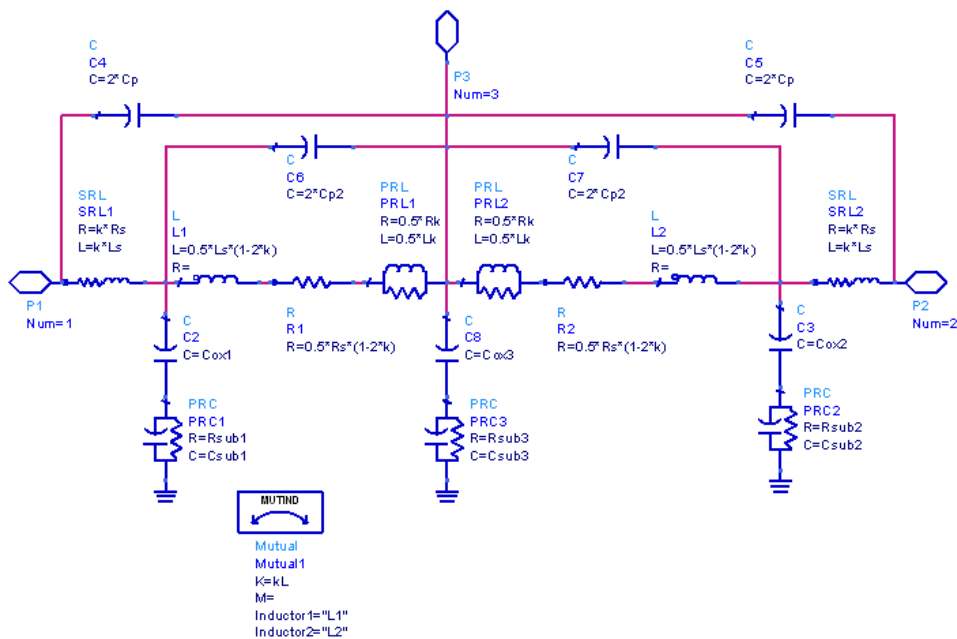 C
C4
C=2*Cp
P3
Num=3
C
C5
C=2*Cp
C
C6
C=2*Cp2
C
C7
C=2*Cp2
SRL
SRL1
R=k*Rs
L=k*Ls
L
L1
L=0.5*Ls*(1-2*k)
R=
PRL
PRL1
R=0.5*Rk
L=0.5*Lk
PRL
PRL2
R=0.5*Rk
L=0.5*Lk
L
L2
L=0.5*Ls*(1-2*k)
R=
SRL
SRL2
R=k*Rs
L=k*Ls
P1
Num=1
R
R1
R=0.5*Rs*(1-2*k)
R
R2
R=0.5*Rs*(1-2*k)
P2
Num=2
C
C2
C=Cox1
C
C8
C=Cox3
C
C3
C=Cox2
PRC
PRC1
R=Rsub1
C=Csub1
PRC
PRC3
R=Rsub3
C=Csub3
PRC
PRC2
R=Rsub2
C=Csub2
MUTIND
Mutual
Mutual1
K=kL
M=
Inductor1="L1"
Inductor2="L2"